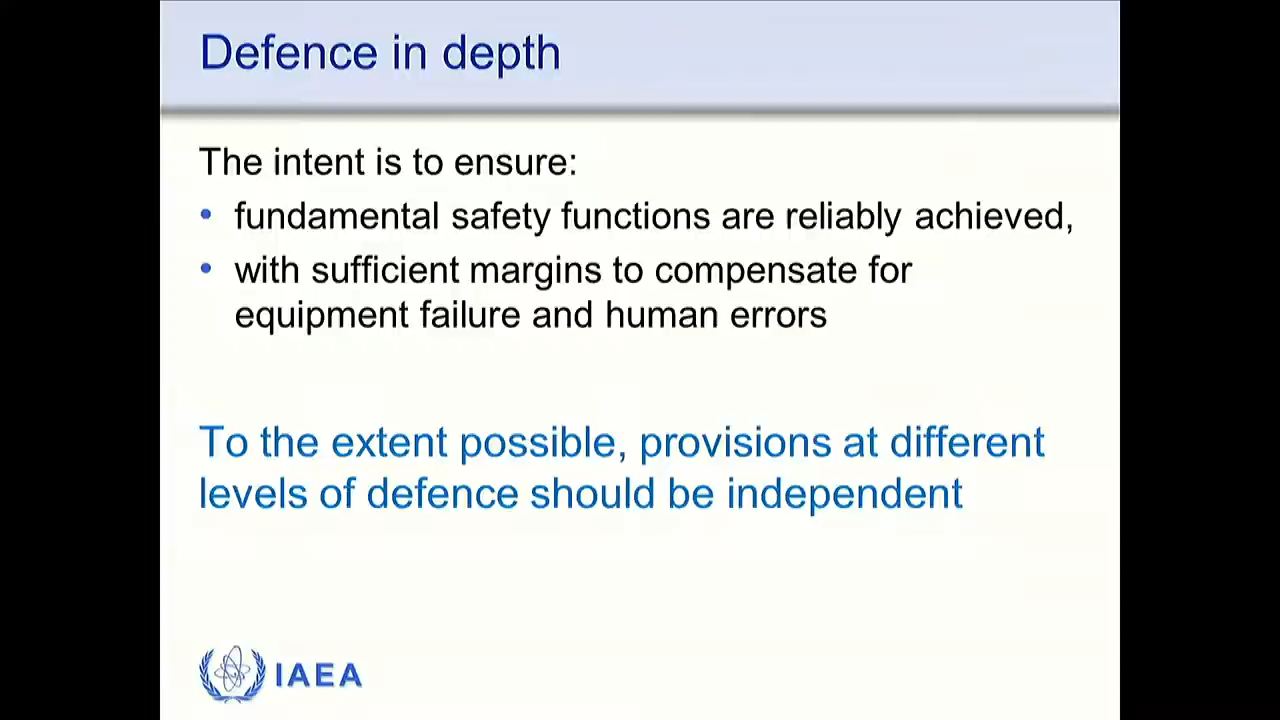 Defence in depth
The intent is to ensure:
• fundamental safety functions are reliably achieved,
• with sufficient margins to compensate for
equipment failure and human errors
To the extent possible, provisions at different
levels of defence should be independent
IAEA